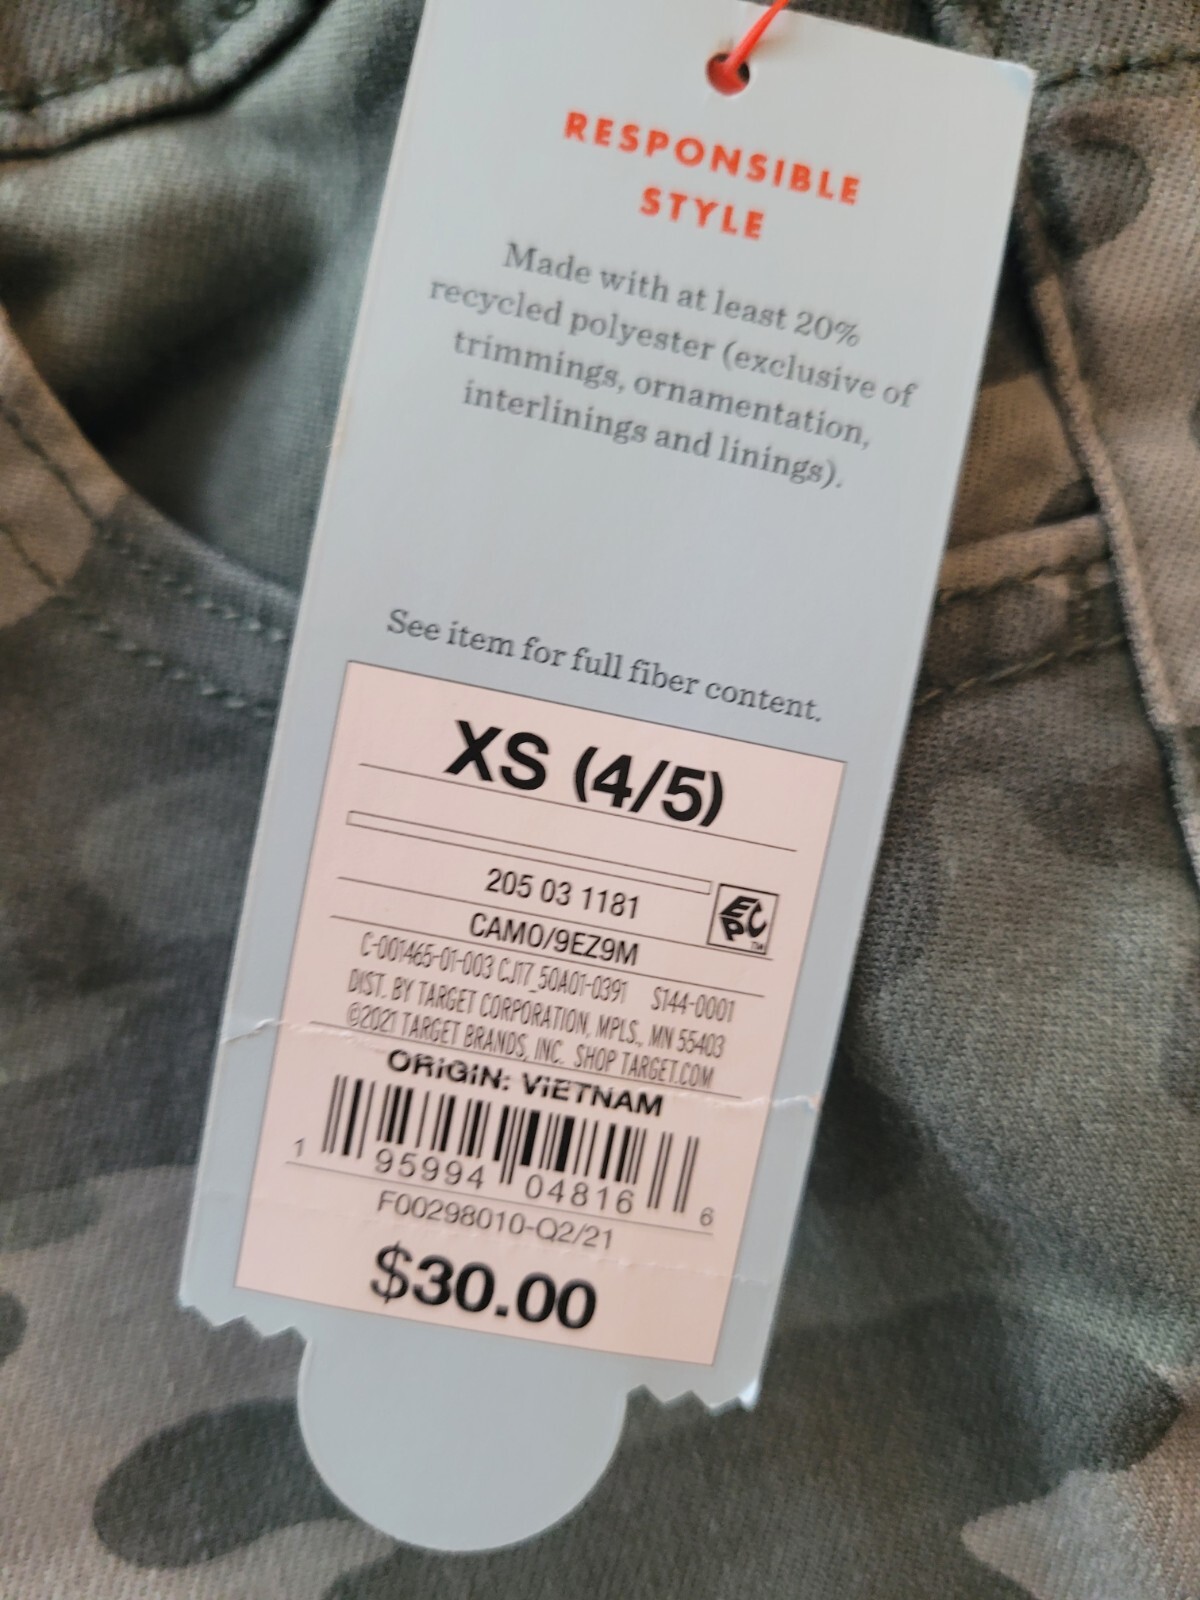 RESPONSIBLE
STYLE
Made with at least 20%
recycled polyester (exclusive of
trimmings, ornamentation,
interlinings and linings).
See item for full fiber content.
XS (4/5)
205 03 1181
EPC™
CAMO/9EZ9M
C-001465-01-003 CJ17_50A01-0391 S144-0001
DIST. BY TARGET CORPORATION, MPLS., MN 55403
©2021 TARGET BRANDS, INC. SHOP TARGET.COM
ORIGIN: VIETNAM
1 95994 04816 6
F00298010-Q2/21
$30.00